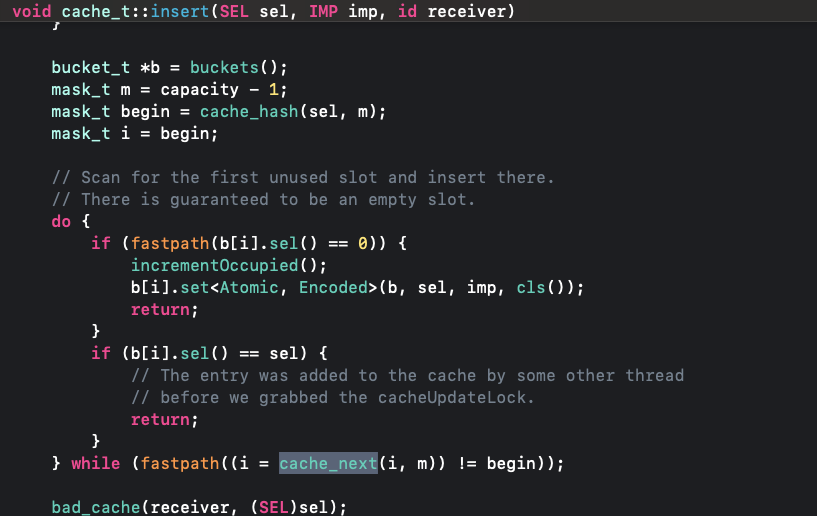 void cache_t::insert(SEL sel, IMP imp, id receiver)
}
bucket_t *b = buckets();
mask_t m = capacity - 1;
mask_t begin = cache_hash(sel, m);
mask_t i = begin;
// Scan for the first unused slot and insert there.
// There is guaranteed to be an empty slot.
do {
if (fastpath(b[i].sel() == 0)) {
incrementOccupied();
b[i].set<Atomic, Encoded>(b, sel, imp, cls());
return;
}
if (b[i].sel() == sel) {
// The entry was added to the cache by some other thread
// before we grabbed the cacheUpdateLock.
return;
}
} while (fastpath((i = cache_next(i, m)) != begin));
bad_cache(receiver, (SEL)sel);